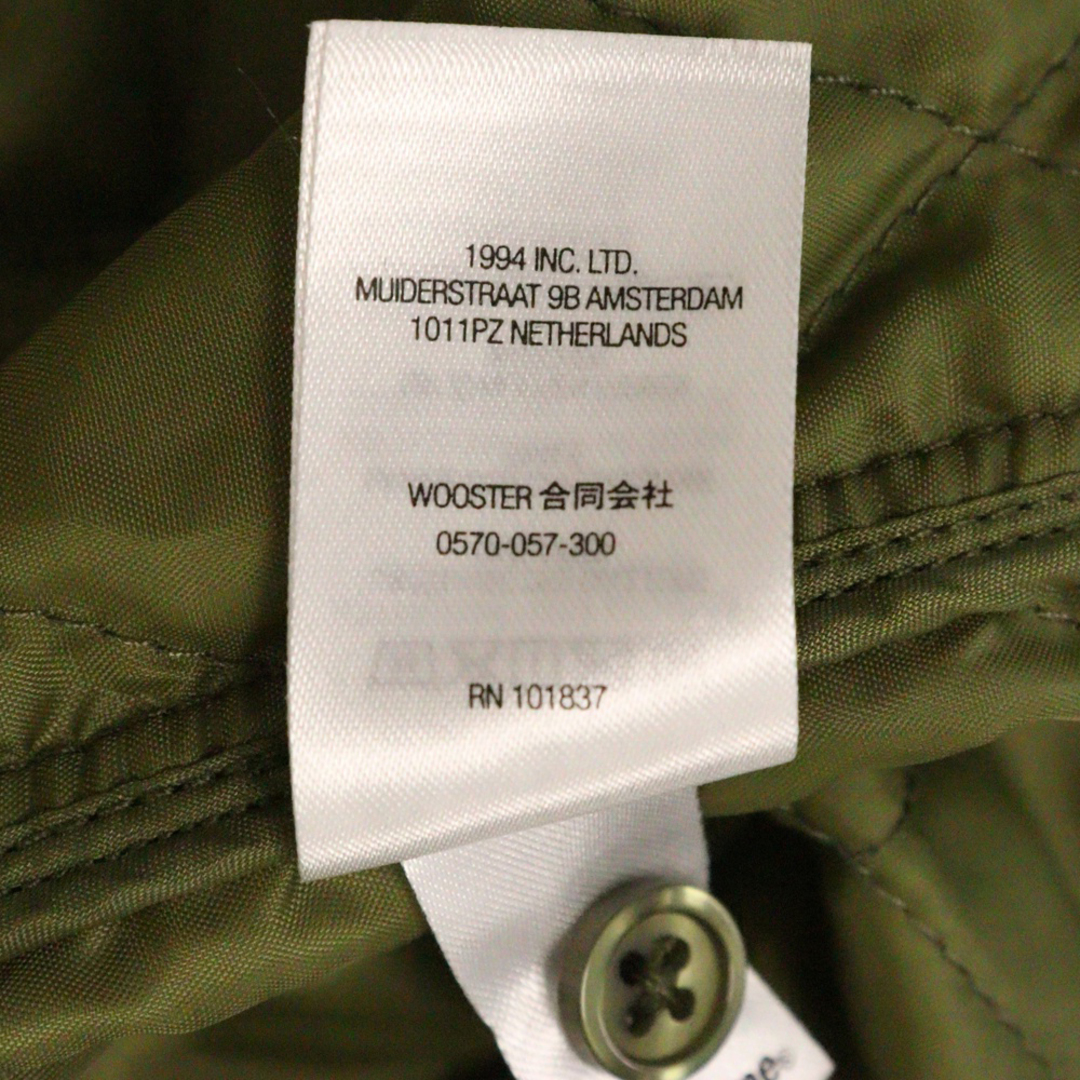 1994 INC. LTD.
MUIDERSTRAAT 9B AMSTERDAM
1011PZ NETHERLANDS
WOOSTER 合同会社
0570-057-300
RN 101837